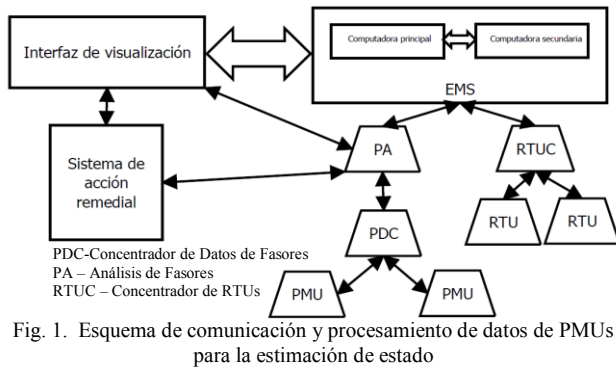 Interfaz de visualización
Computadora principal
Computadora secundaria
EMS
Sistema de
acción
remedial
PA
RTUC
RTU
RTU
PDC
PMU
PMU
PDC-Concentrador de Datos de Fasores
PA – Análisis de Fasores
RTUC – Concentrador de RTUs
Fig. 1. Esquema de comunicación y procesamiento de datos de PMUs
para la estimación de estado